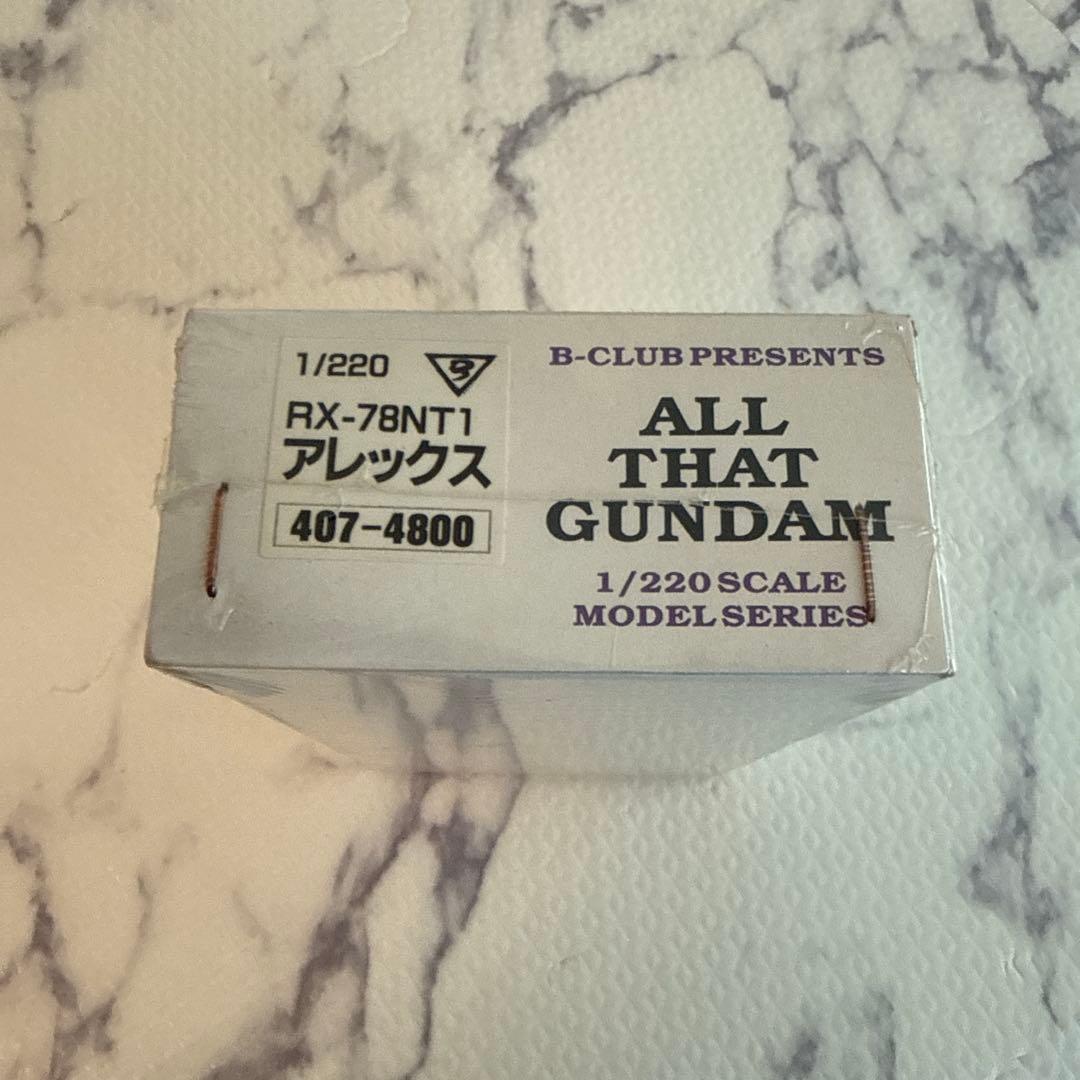 1/220
RX-78NT1
アレックス
407-4800
B-CLUB PRESENTS
ALL
THAT
GUNDAM
1/220 SCALE
MODEL SERIES